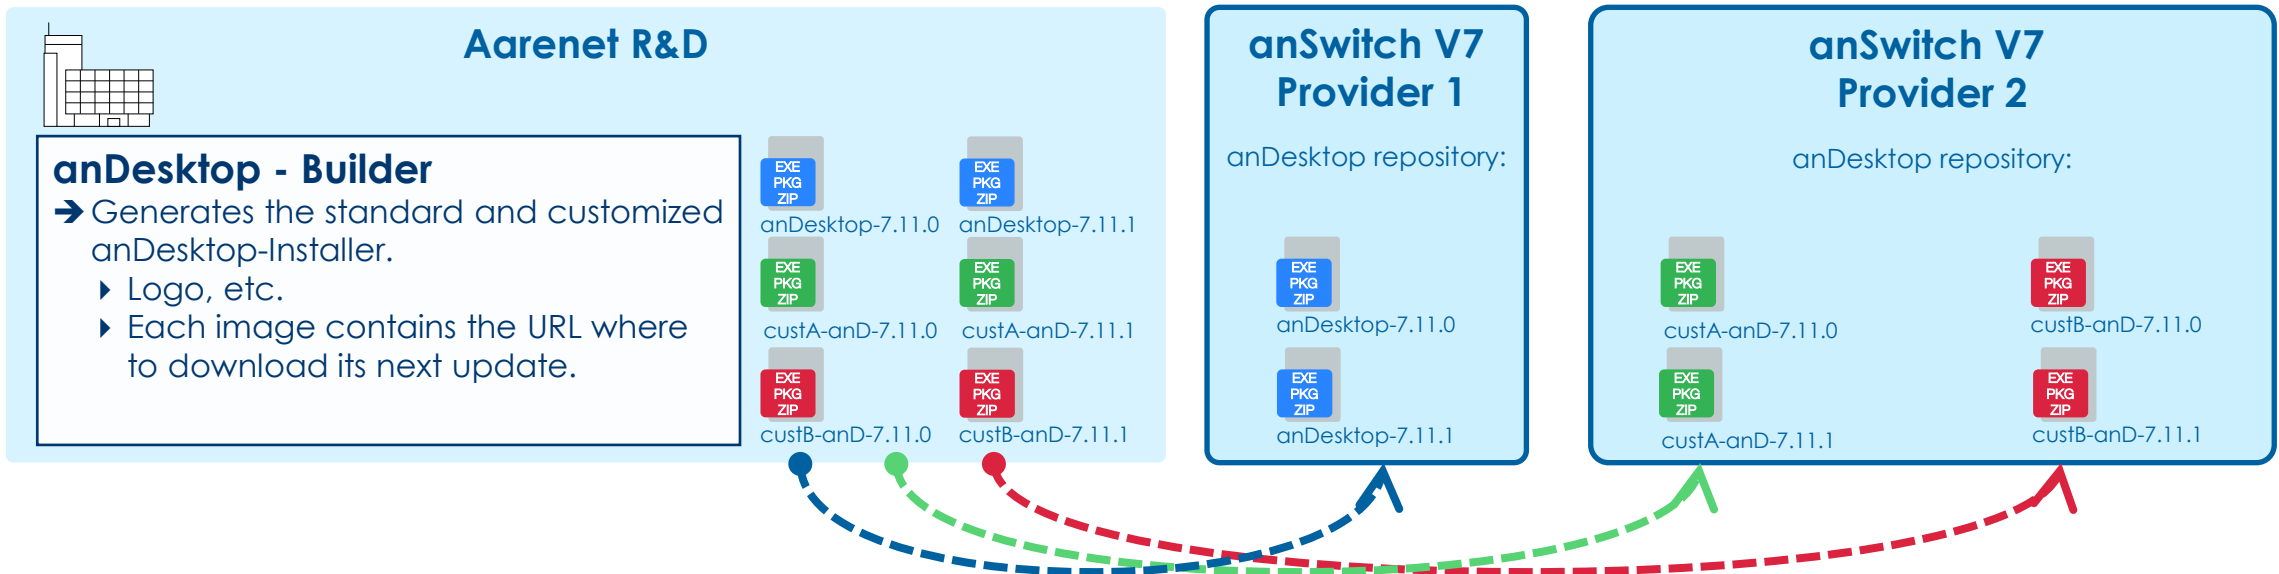 Aarenet R&D
anDesktop - Builder
➔ Generates the standard and customized
anDesktop-Installer.
Logo, etc.
Each image contains the URL where
to download its next update.
EXE
PKG
ZIP
anDesktop-7.11.0
EXE
PKG
ZIP
anDesktop-7.11.1
EXE
PKG
ZIP
custA-anD-7.11.0
EXE
PKG
ZIP
custA-anD-7.11.1
EXE
PKG
ZIP
custB-anD-7.11.0
EXE
PKG
ZIP
custB-anD-7.11.1
anSwitch V7
Provider 1
anDesktop repository:
EXE
PKG
ZIP
anDesktop-7.11.0
EXE
PKG
ZIP
anDesktop-7.11.1
anSwitch V7
Provider 2
anDesktop repository:
EXE
PKG
ZIP
custA-anD-7.11.0
EXE
PKG
ZIP
custB-anD-7.11.0
EXE
PKG
ZIP
custA-anD-7.11.1
EXE
PKG
ZIP
custB-anD-7.11.1